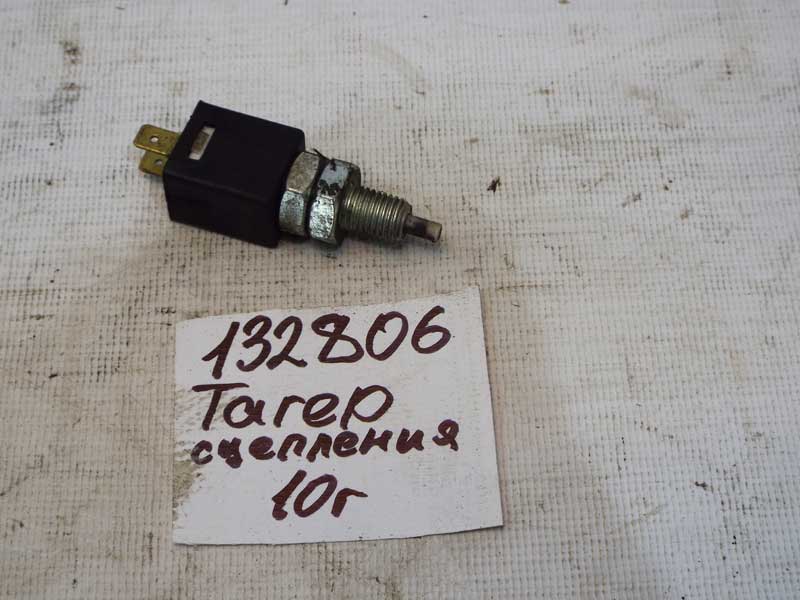 132806
Тагер
сцепления
10г